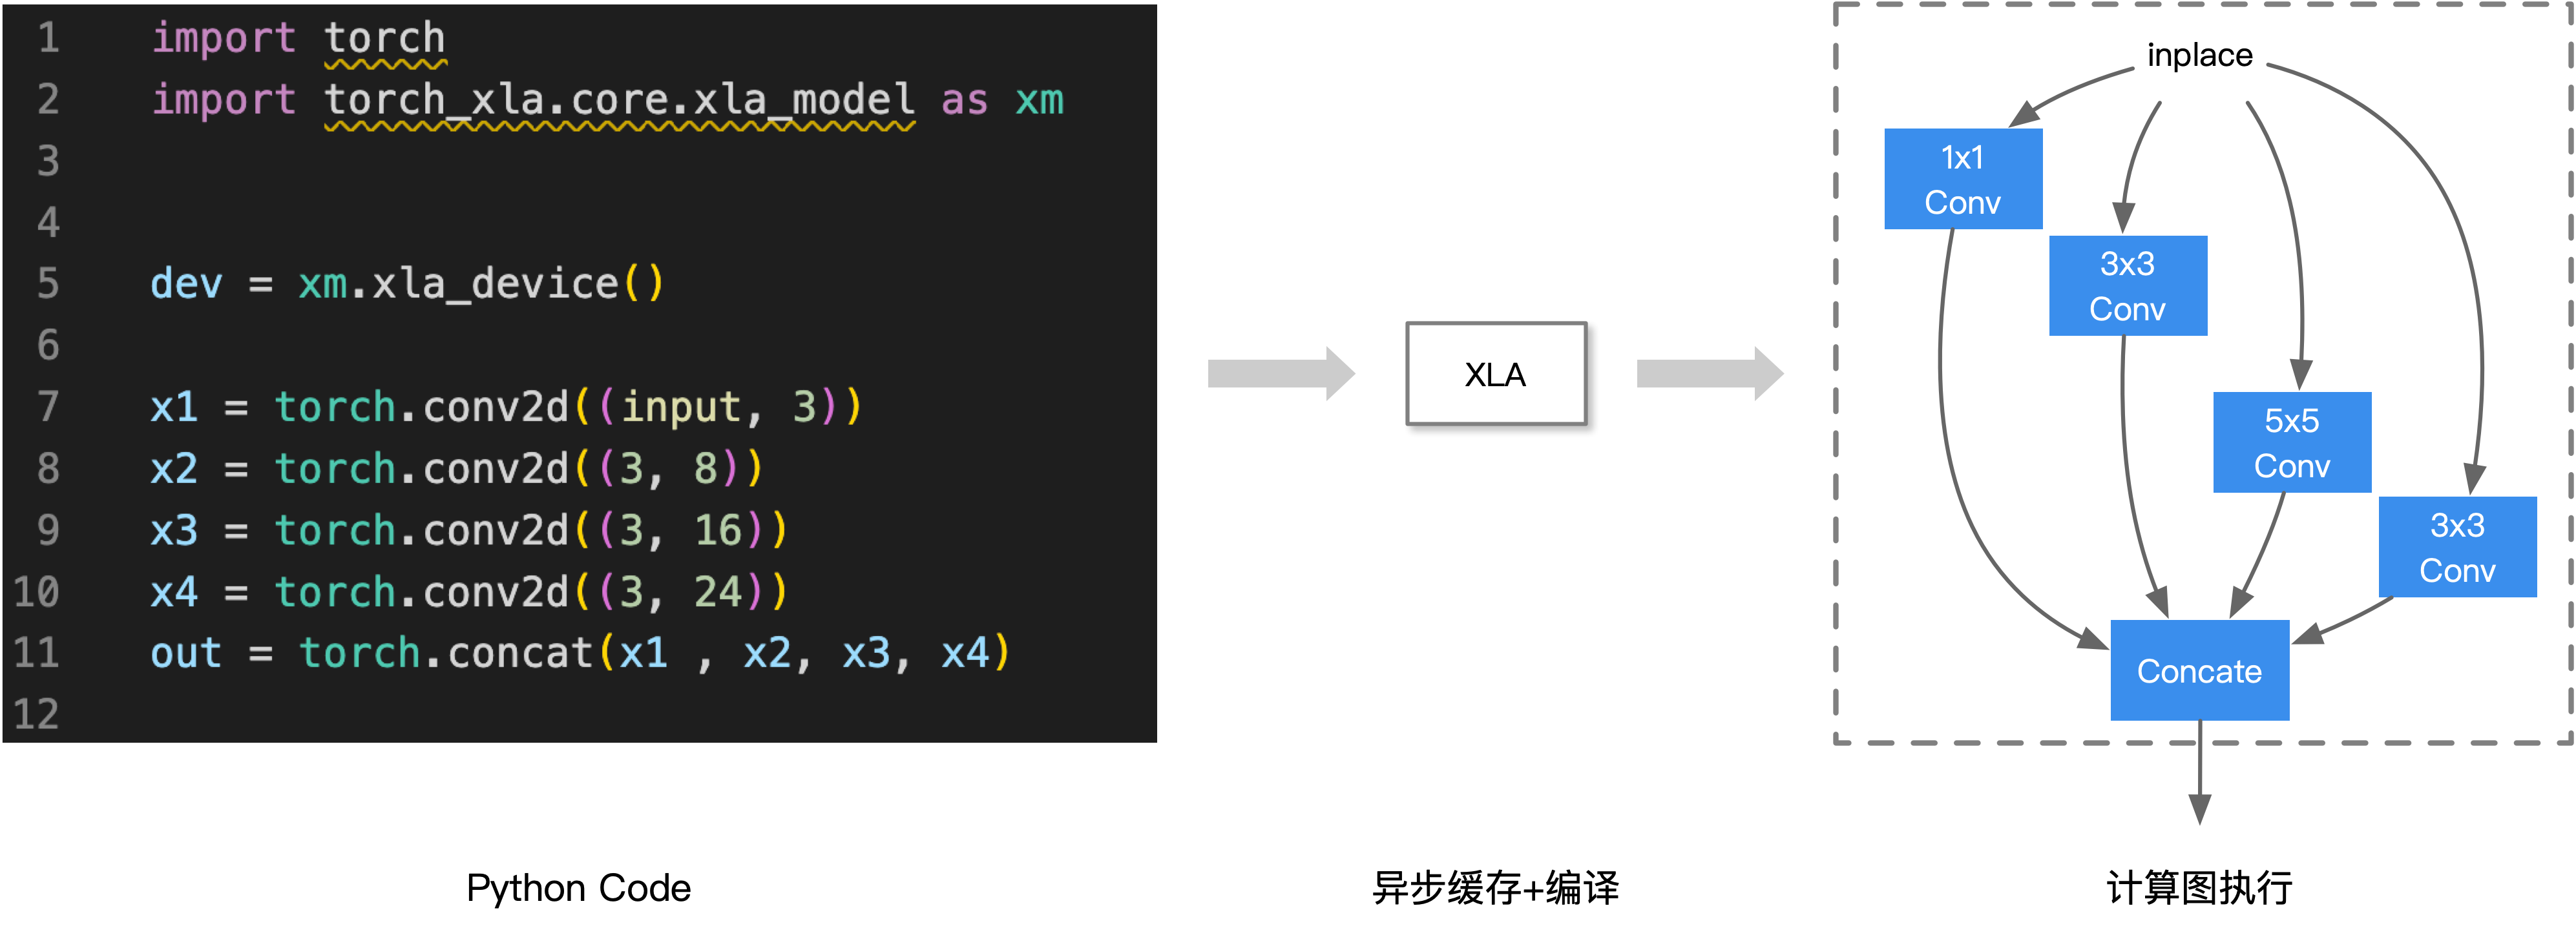 1 import torch
2 import torch_xla.core.xla_model as xm
3
4
5 dev = xm.xla_device()
6
7 x1 = torch.conv2d((input, 3))
8 x2 = torch.conv2d((3, 8))
9 x3 = torch.conv2d((3, 16))
10 x4 = torch.conv2d((3, 24))
11 out = torch.concat(x1 , x2, x3, x4)
12
Python Code
XLA
异步缓存+编译
inplace
1x1
Conv
3x3
Conv
5x5
Conv
3x3
Conv
Concate
计算图执行